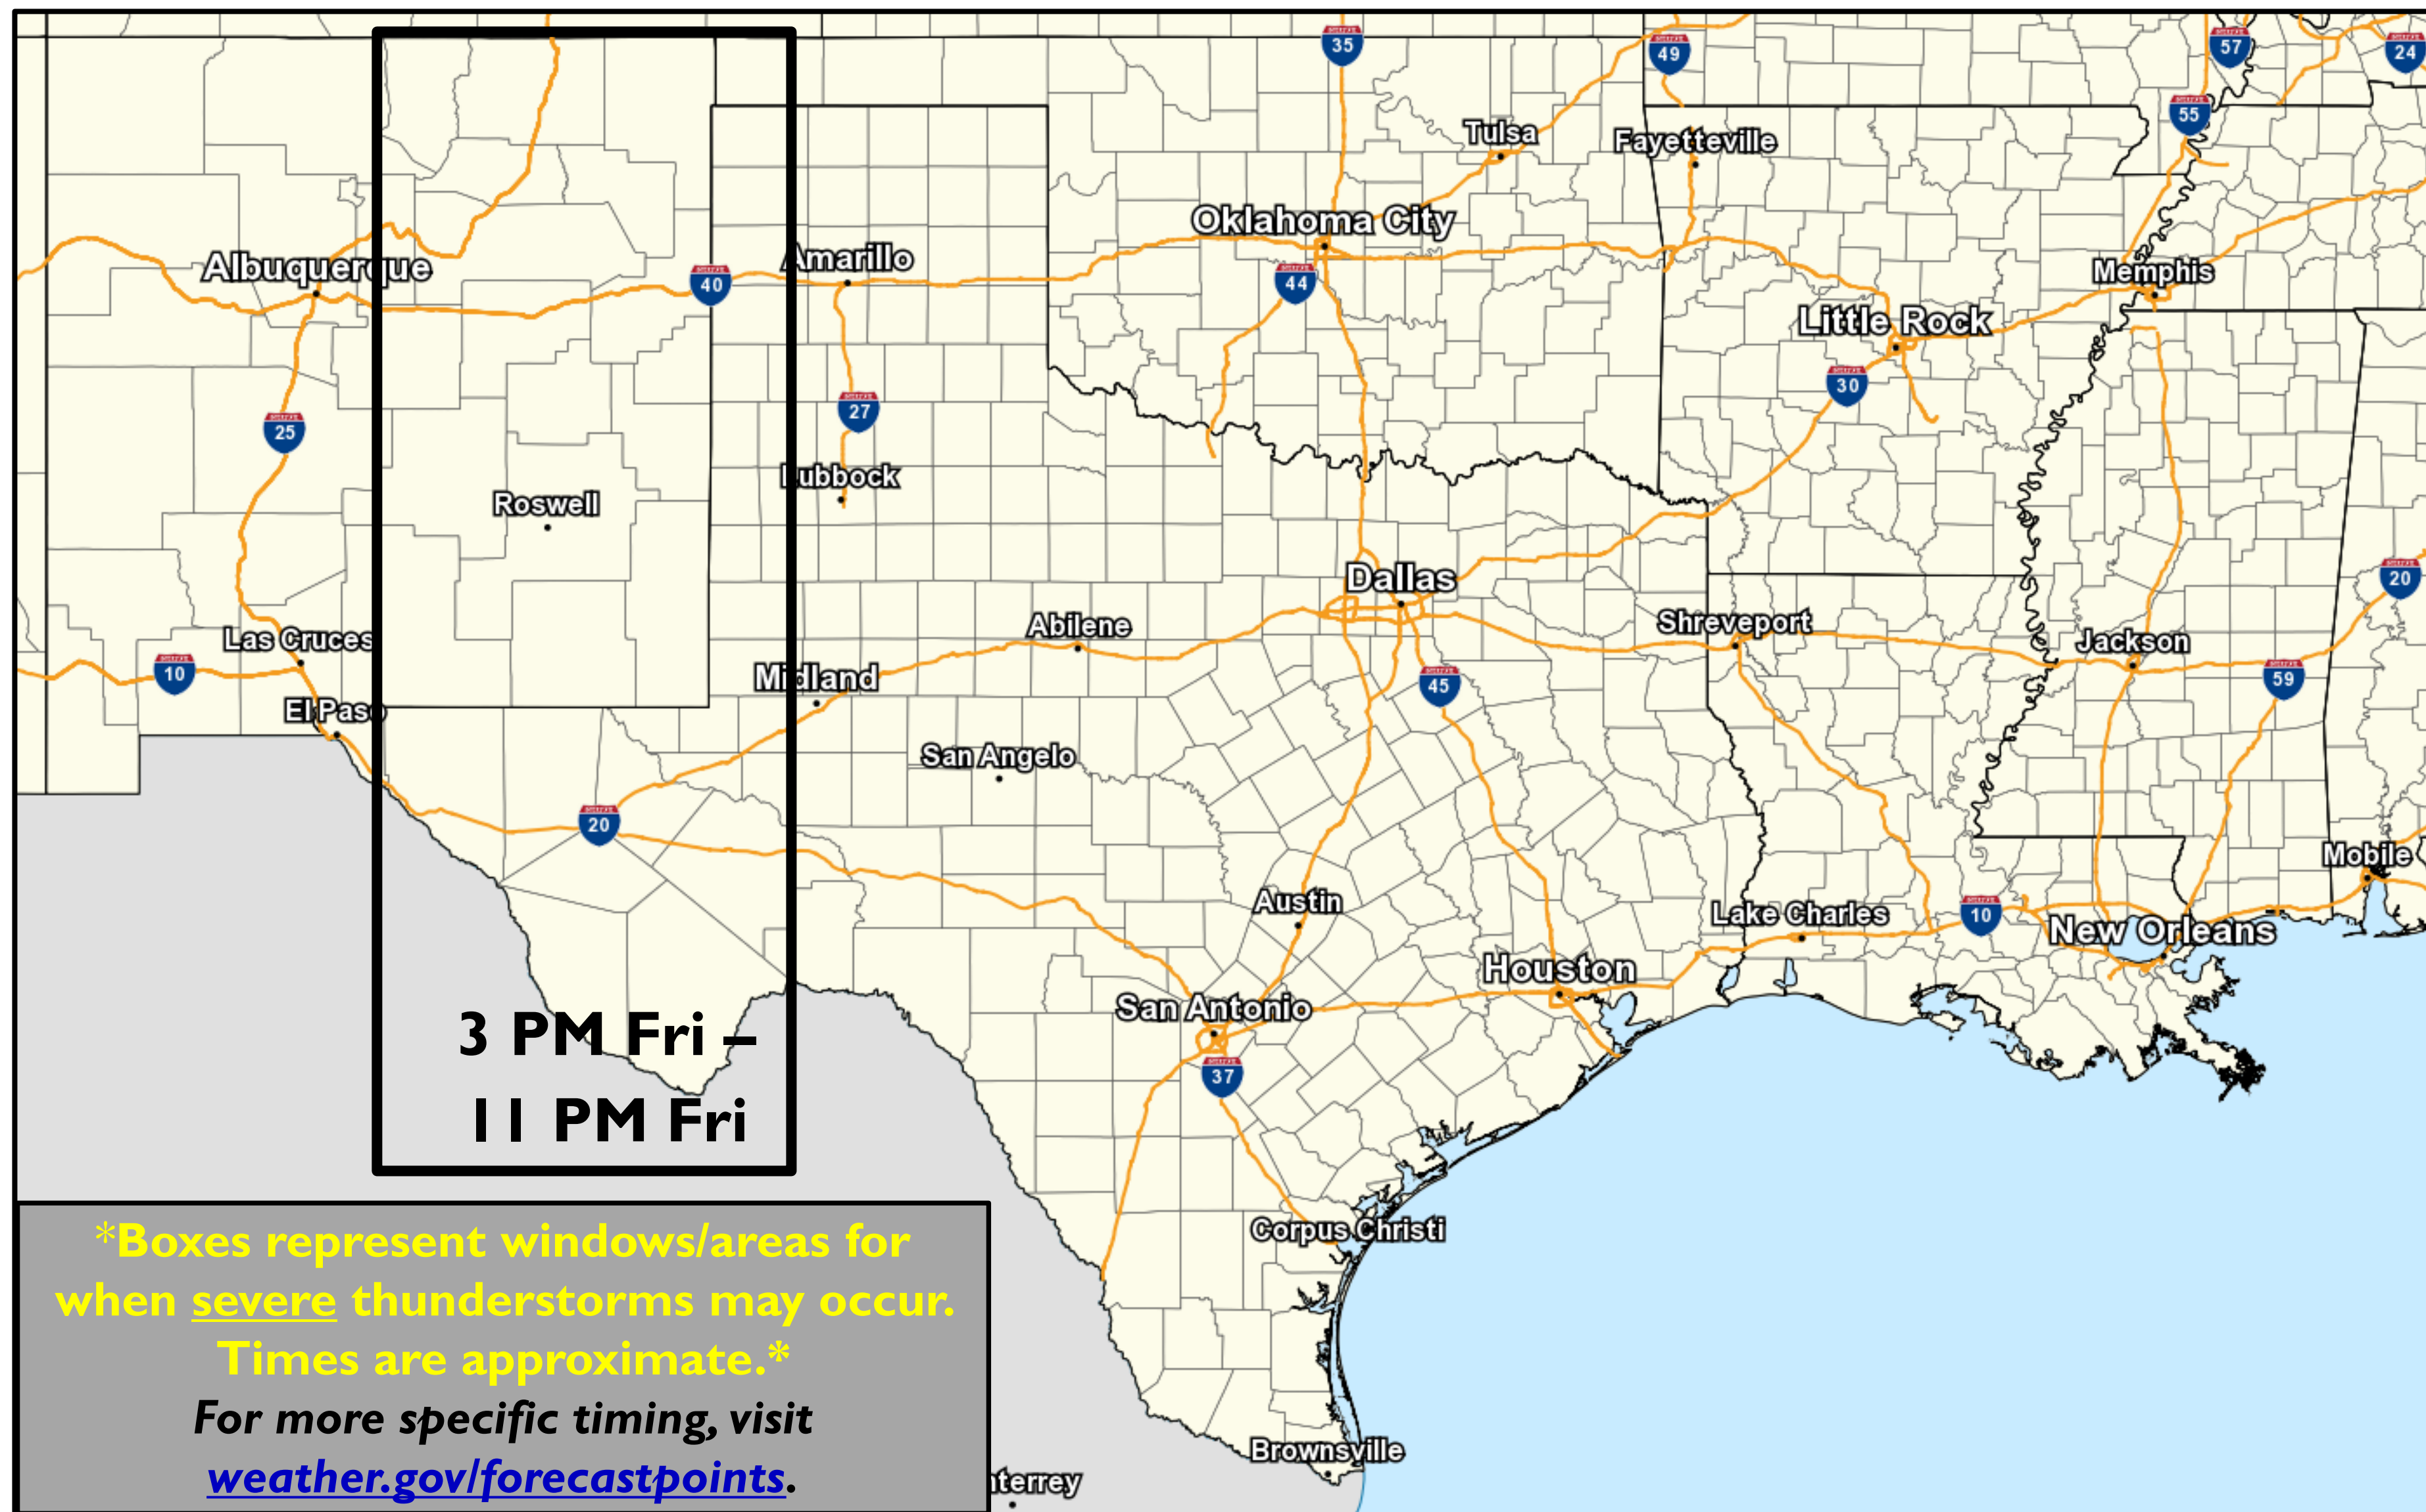 35
49
57
24
55
Tulsa
Fayetteville
Oklahoma City
Albuquerque
40
Amarillo
44
Memphis
Little Rock
30
25
27
Lubbock
Roswell
Dallas
20
Las Cruces
Abilene
Shreveport
Jackson
10
Midland
45
59
El Paso
San Angelo
20
Mobile
Austin
Lake Charles
10
New Orleans
Houston
San Antonio
37
3 PM Fri –
11 PM Fri
Corpus Christi
Brownsville
nterrey
*Boxes represent windows/areas for
when severe thunderstorms may occur.
Times are approximate.*
For more specific timing, visit
weather.gov/forecastpoints.